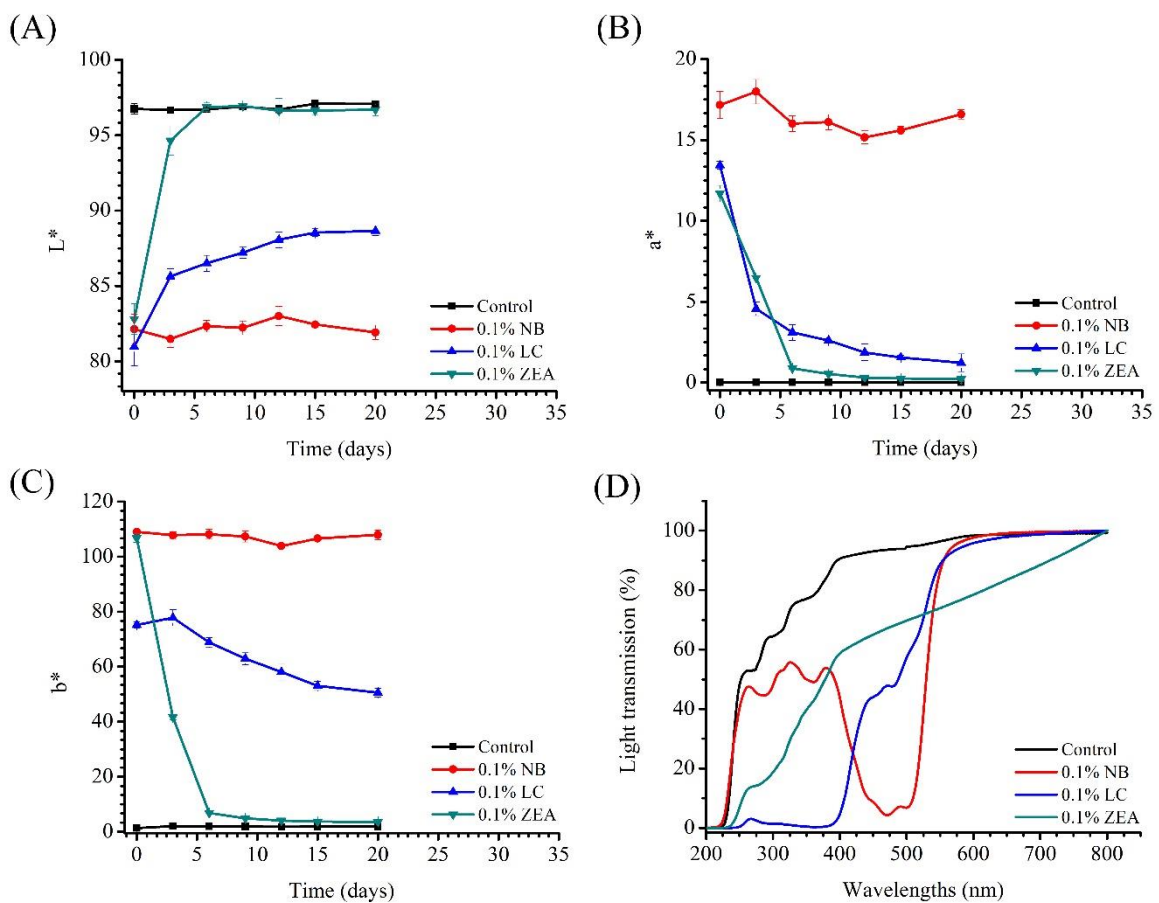 (A)
100
95
90
85
80
L*
0 5 10 15 20 25 30 35
Time (days)
Control
0.1% NB
0.1% LC
0.1% ZEA
(B)
20
15
10
5
0
a*
0 5 10 15 20 25 30 35
Time (days)
Control
0.1% NB
0.1% LC
0.1% ZEA
(C)
120
100
80
60
40
20
0
b*
0 5 10 15 20 25 30 35
Time (days)
Control
0.1% NB
0.1% LC
0.1% ZEA
(D)
100
80
60
40
20
0
Light transmission (%)
200 300 400 500 600 700 800
Wavelengths (nm)
Control
0.1% NB
0.1% LC
0.1% ZEA